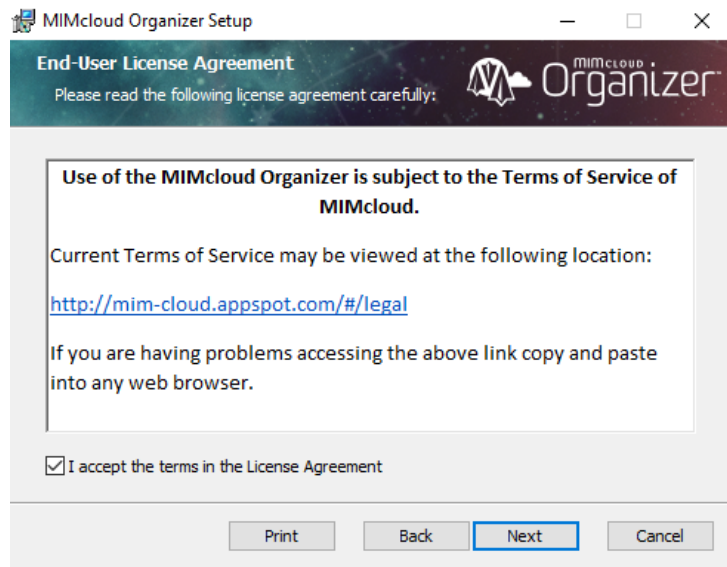 MIMcloud Organizer Setup
End-User License Agreement
Please read the following license agreement carefully:
MIMCLOUD
Organizer
Use of the MIMcloud Organizer is subject to the Terms of Service of
MIMcloud.
Current Terms of Service may be viewed at the following location:
http://mim-cloud.appspot.com/#/legal
If you are having problems accessing the above link copy and paste
into any web browser.
I accept the terms in the License Agreement
Print
Back
Next
Cancel